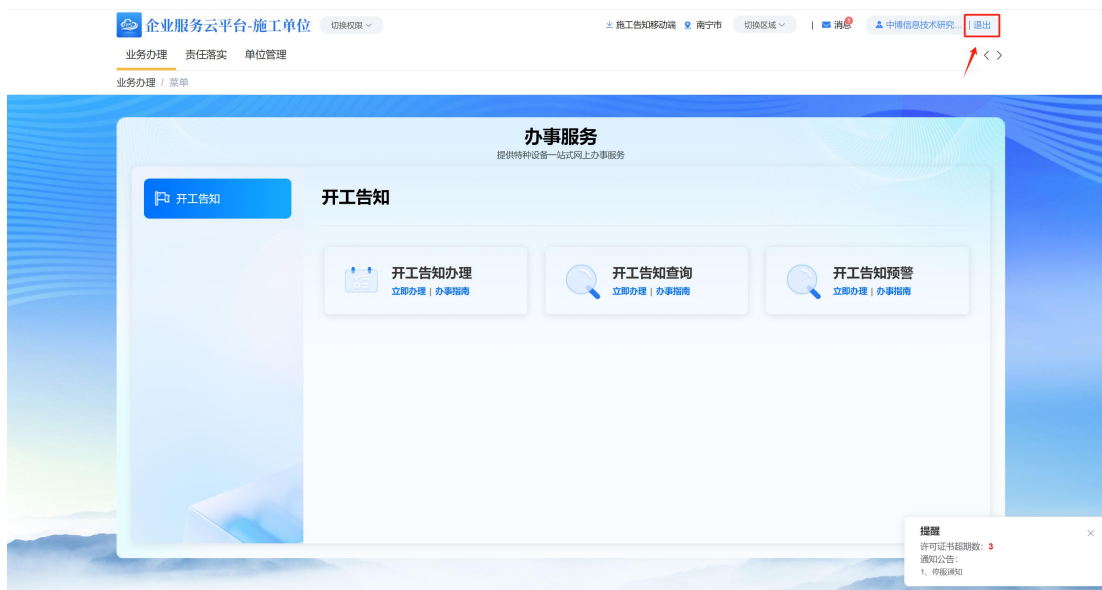 企业服务云平台-施工单位 切换权限 施工告知移动端 南宁市 切换区域 | 消息 中博信息技术研究... | 退出
业务办理 责任落实 单位管理
业务办理 / 菜单
办事服务
提供特种设备一站式网上办事服务
开工告知
开工告知
开工告知办理 开工告知查询 开工告知预警
立即办理 | 办事指南 立即办理 | 办事指南 立即办理 | 办事指南
提醒
许可证书超期数: 3
通知公告:
1、停服通知